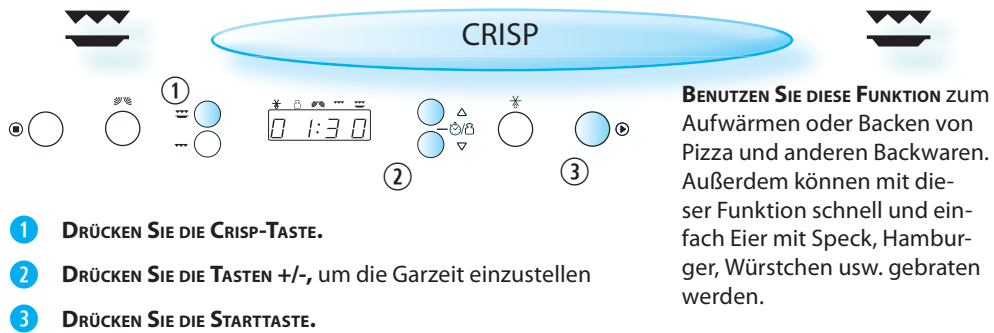 CRISP
1
0 1:30
2
3
BENUTZEN SIE DIESE FUNKTION zum
Aufwärmen oder Backen von
Pizza und anderen Backwaren.
Außerdem können mit die-
ser Funktion schnell und ein-
fach Eier mit Speck, Hambur-
ger, Würstchen usw. gebraten
werden.
1 DRÜCKEN SIE DIE CRISP-TASTE.
2 DRÜCKEN SIE DIE TASTEN +/-, um die Garzeit einzustellen
3 DRÜCKEN SIE DIE STARTTASTE.